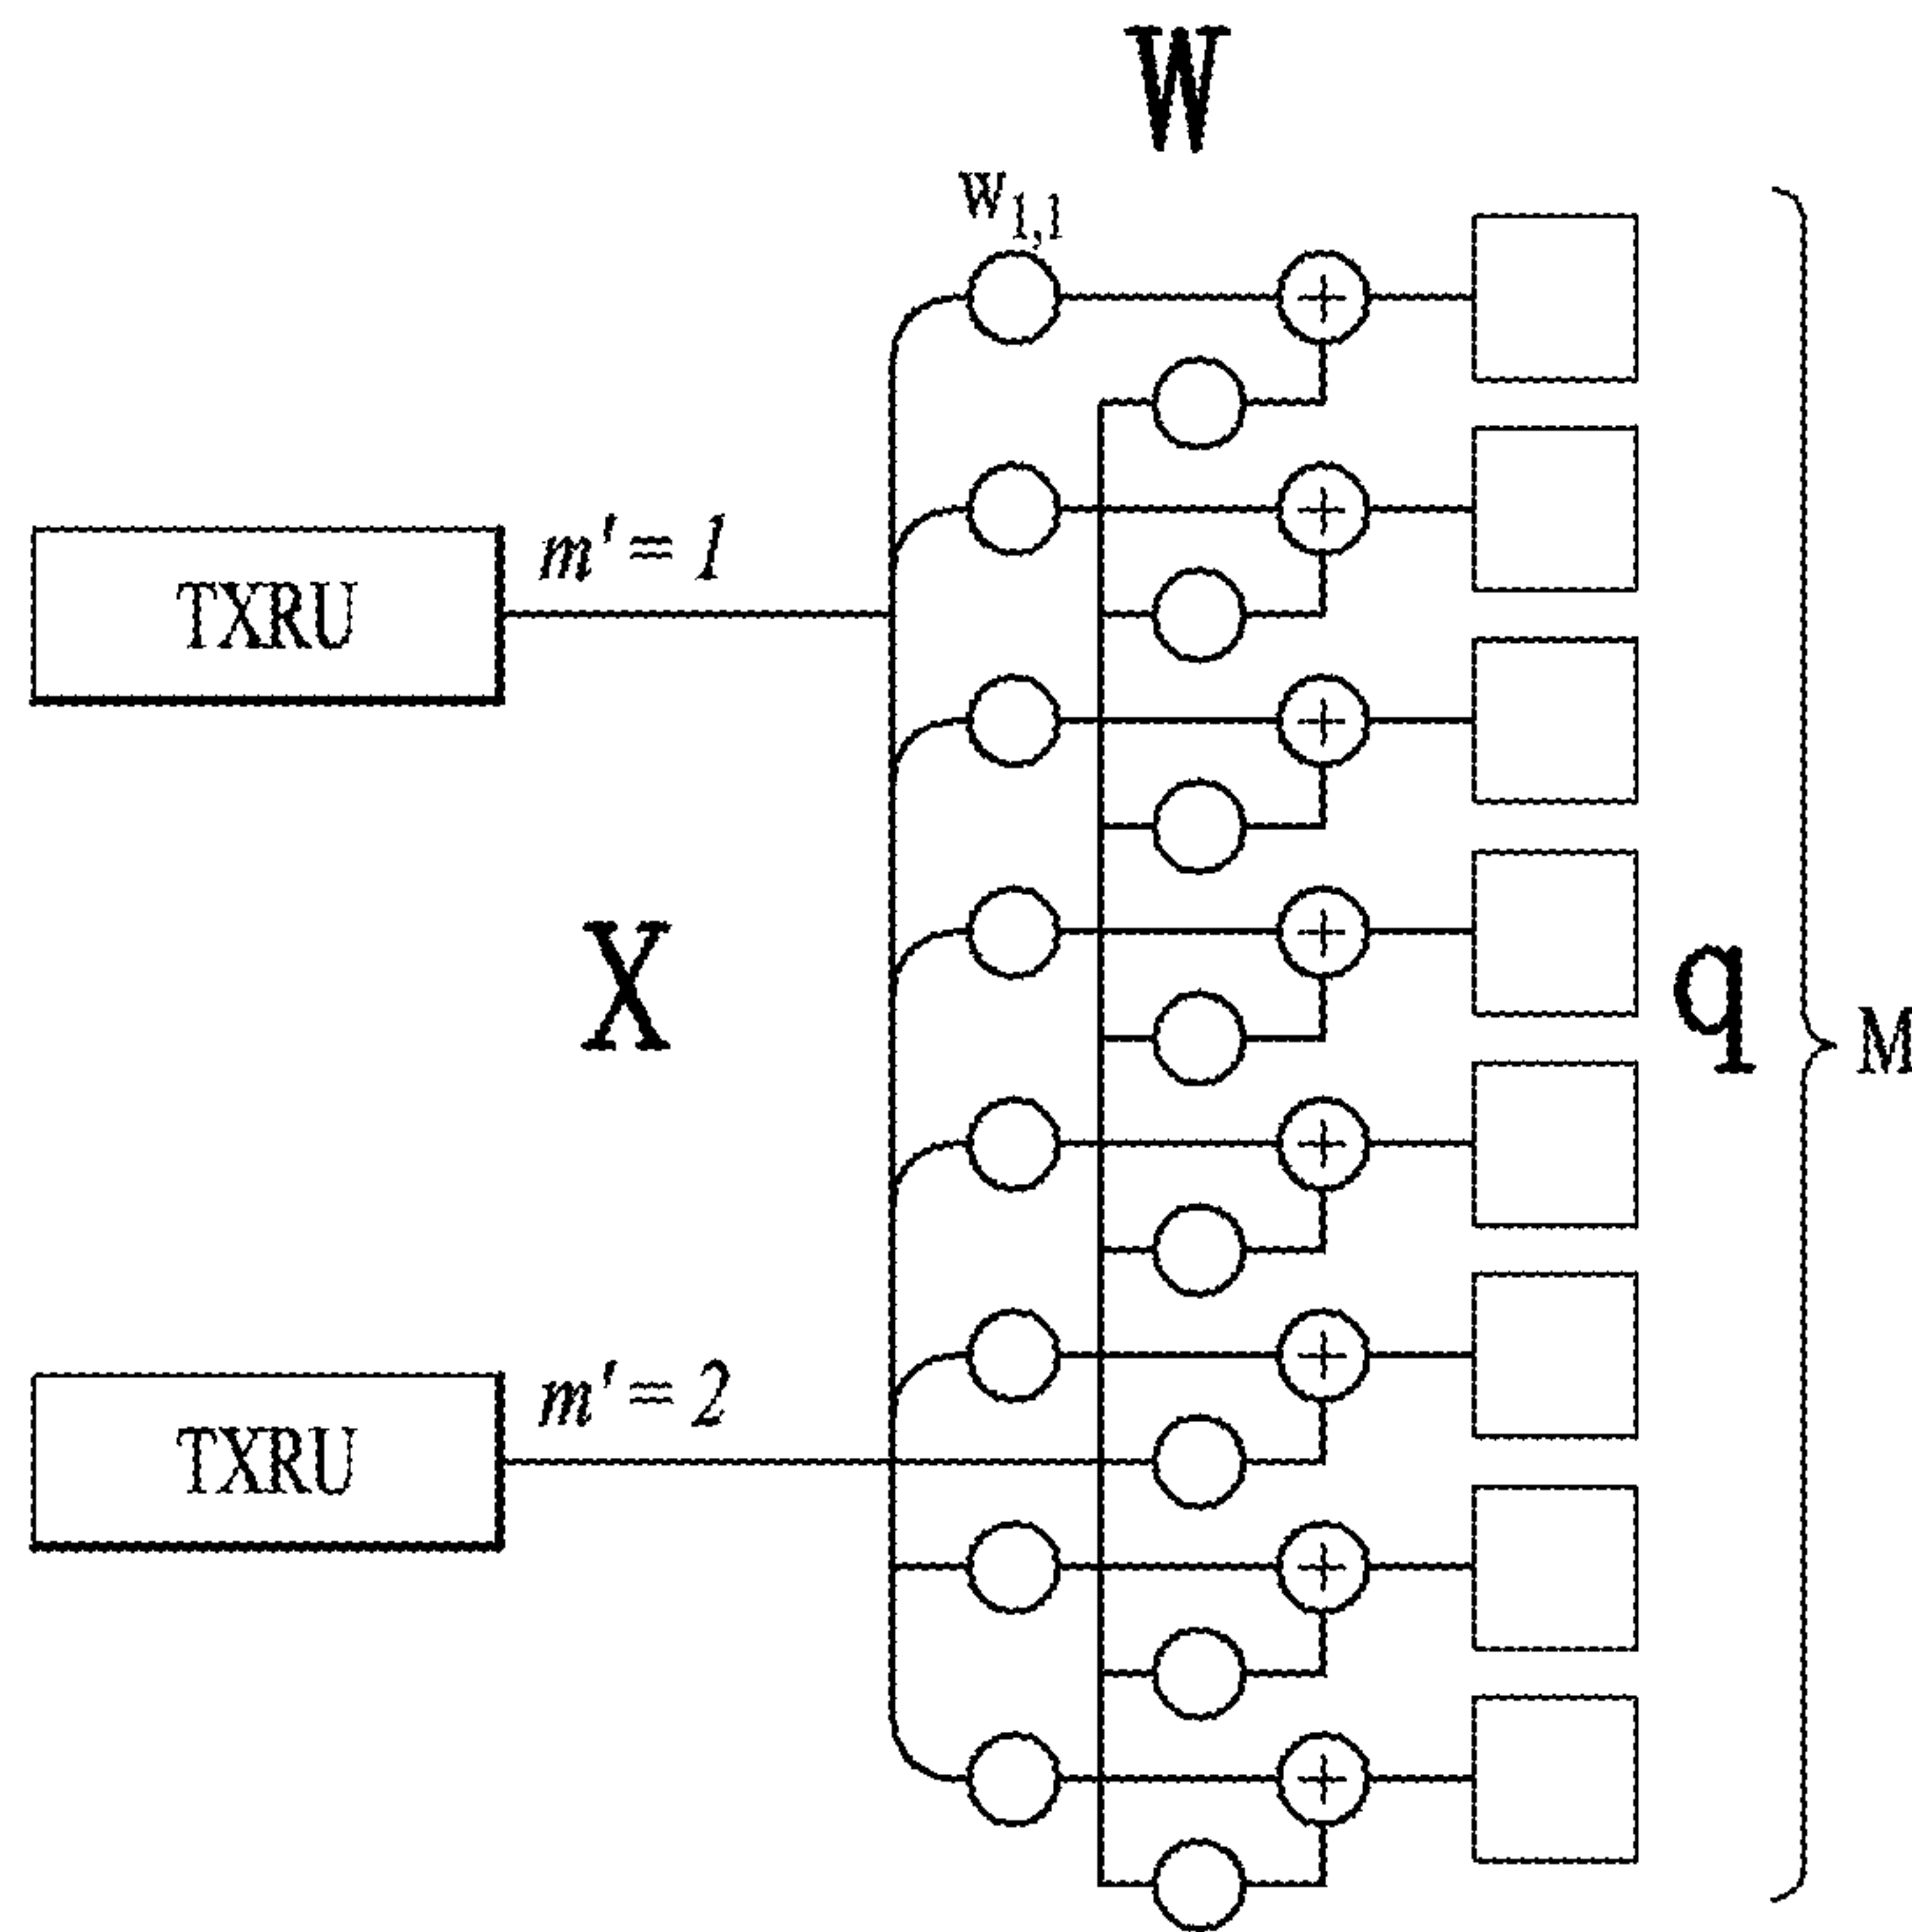 W
w1,1
m' = 1
TXRU
X
q
M
m' = 2
TXRU